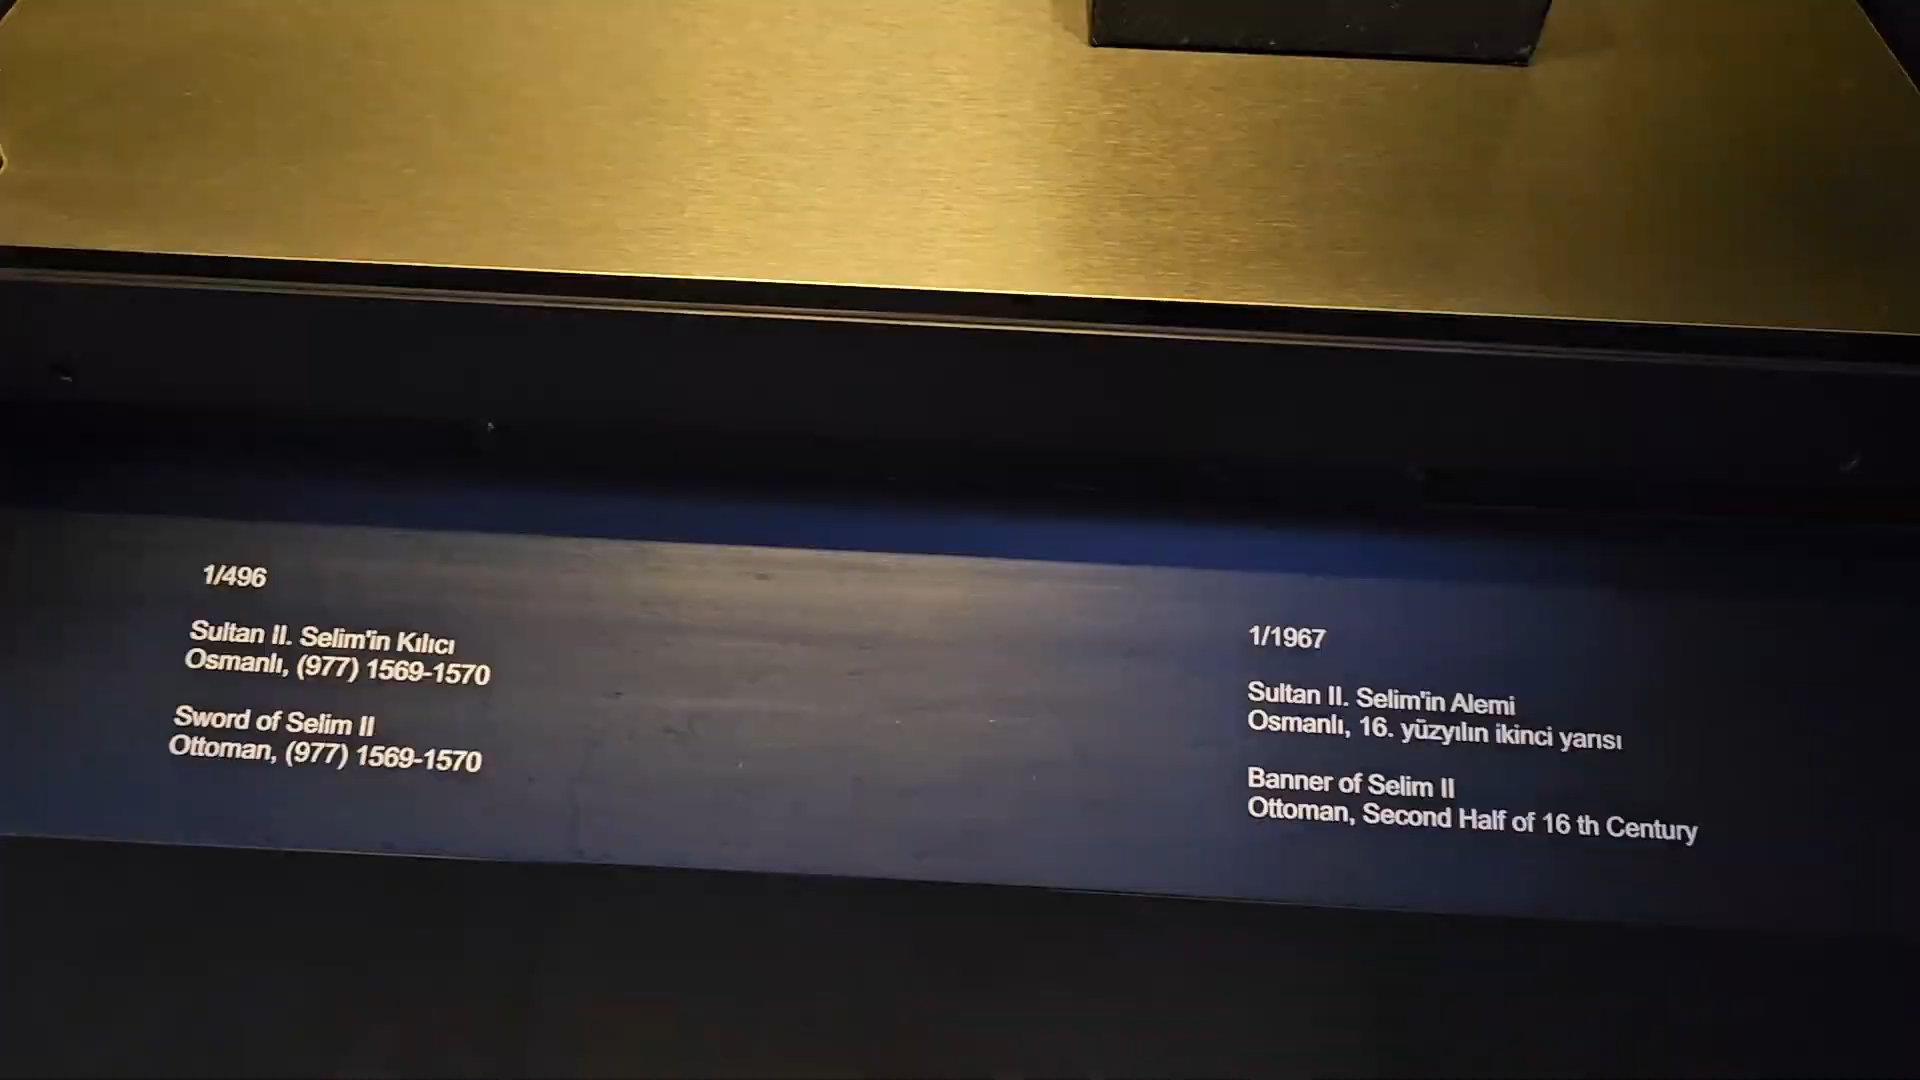 1/496
Sultan II. Selim'in Kılıcı
Osmanlı, (977) 1569-1570
Sword of Selim II
Ottoman, (977) 1569-1570
1/1967
Sultan II. Selim'in Alemi
Osmanlı, 16. yüzyılın ikinci yarısı
Banner of Selim II
Ottoman, Second Half of 16 th Century